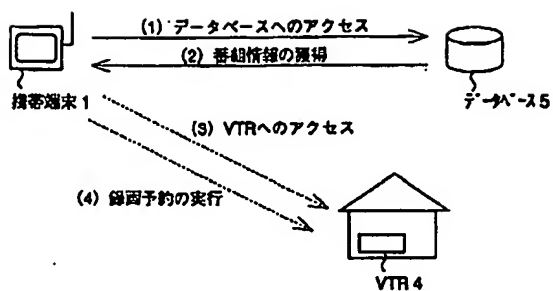 (1) データベースへのアクセス
(2) 番組情報の獲得
携帯端末1
データベース5
(3) VTRへのアクセス
(4) 録画予約の実行
VTR 4